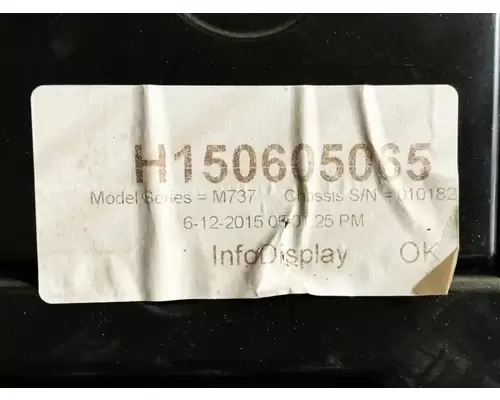 H150605065
Model Series = M737 Chassis S/N = 010182
6-12-2015 PM
InfoDisplay OK